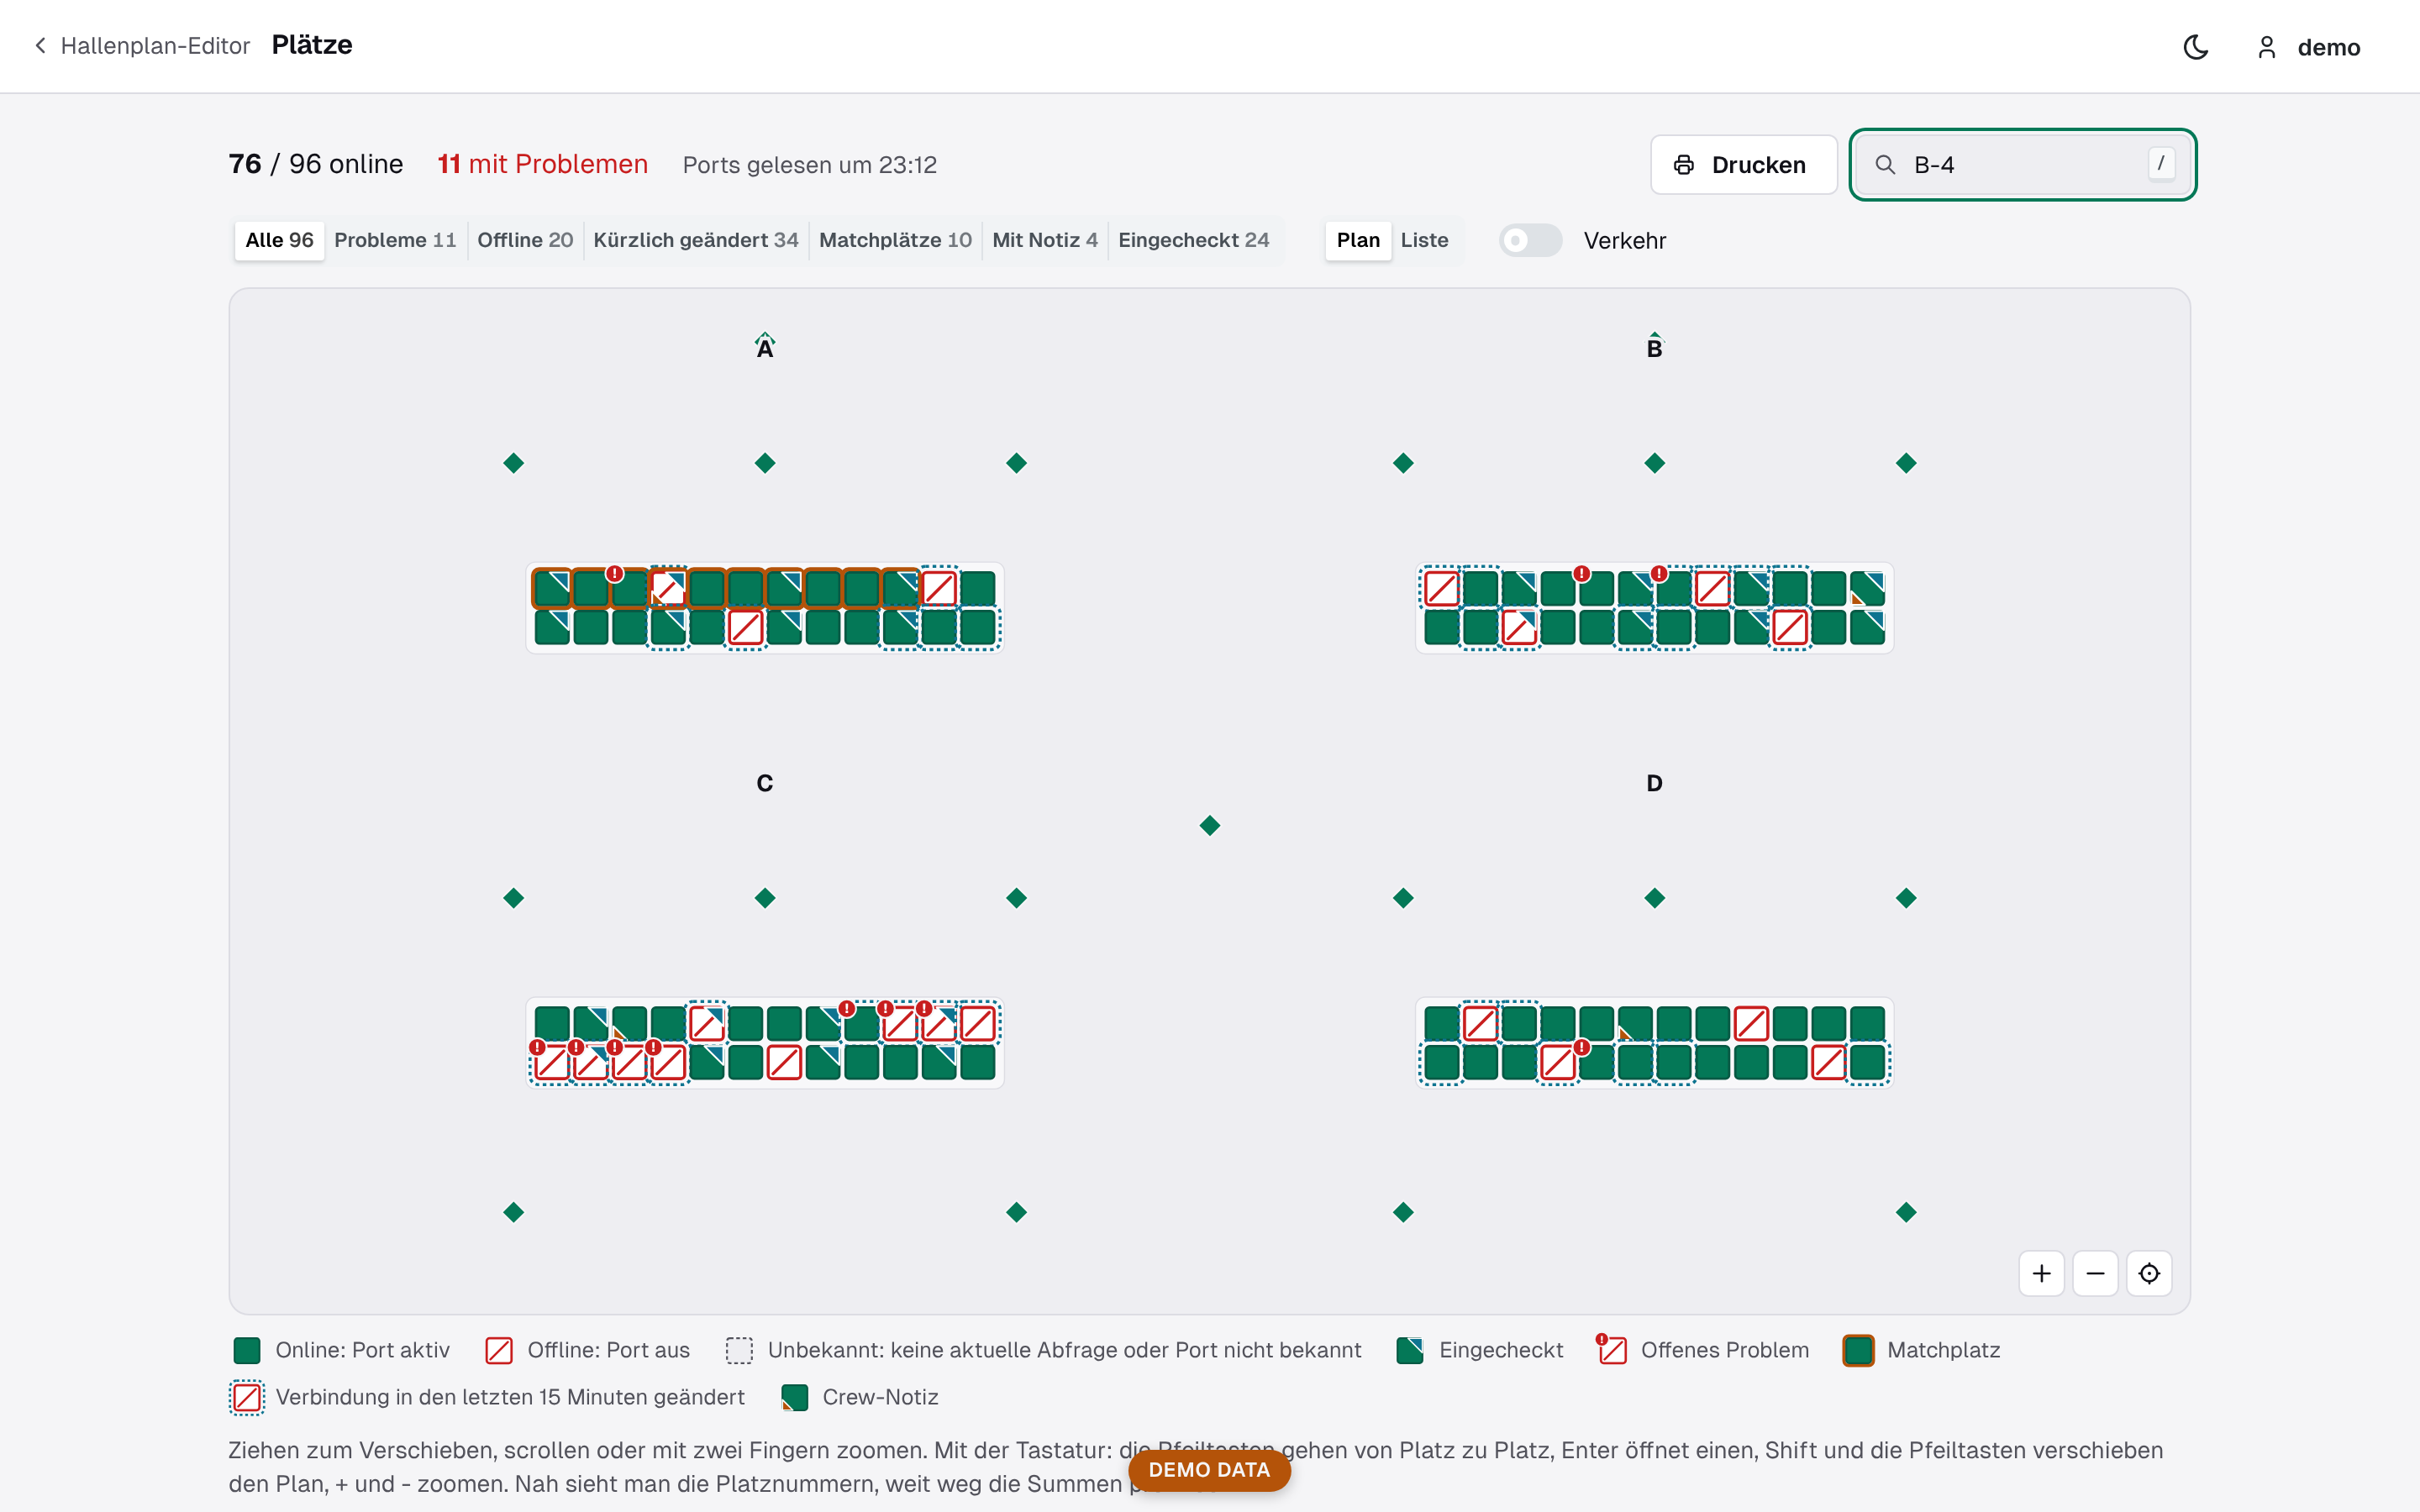 Hallenplan-Editor Plätze demo
76 / 96 online 11 mit Problemen Ports gelesen um 23:12 Drucken B-4 /
Alle 96 Probleme 11 Offline 20 Kürzlich geändert 34 Matchplätze 10 Mit Notiz 4 Eingecheckt 24 Plan Liste Verkehr
A B
C D
Online: Port aktiv Offline: Port aus Unbekannt: keine aktuelle Abfrage oder Port nicht bekannt Eingecheckt Offenes Problem Matchplatz
Verbindung in den letzten 15 Minuten geändert Crew-Notiz
Ziehen zum Verschieben, scrollen oder mit zwei Fingern zoomen. Mit der Tastatur: die Pfeiltasten gehen von Platz zu Platz, Enter öffnet einen, Shift und die Pfeiltasten verschieben
den Plan, + und - zoomen. Nah sieht man die Platznummern, weit weg die Summen
DEMO DATA